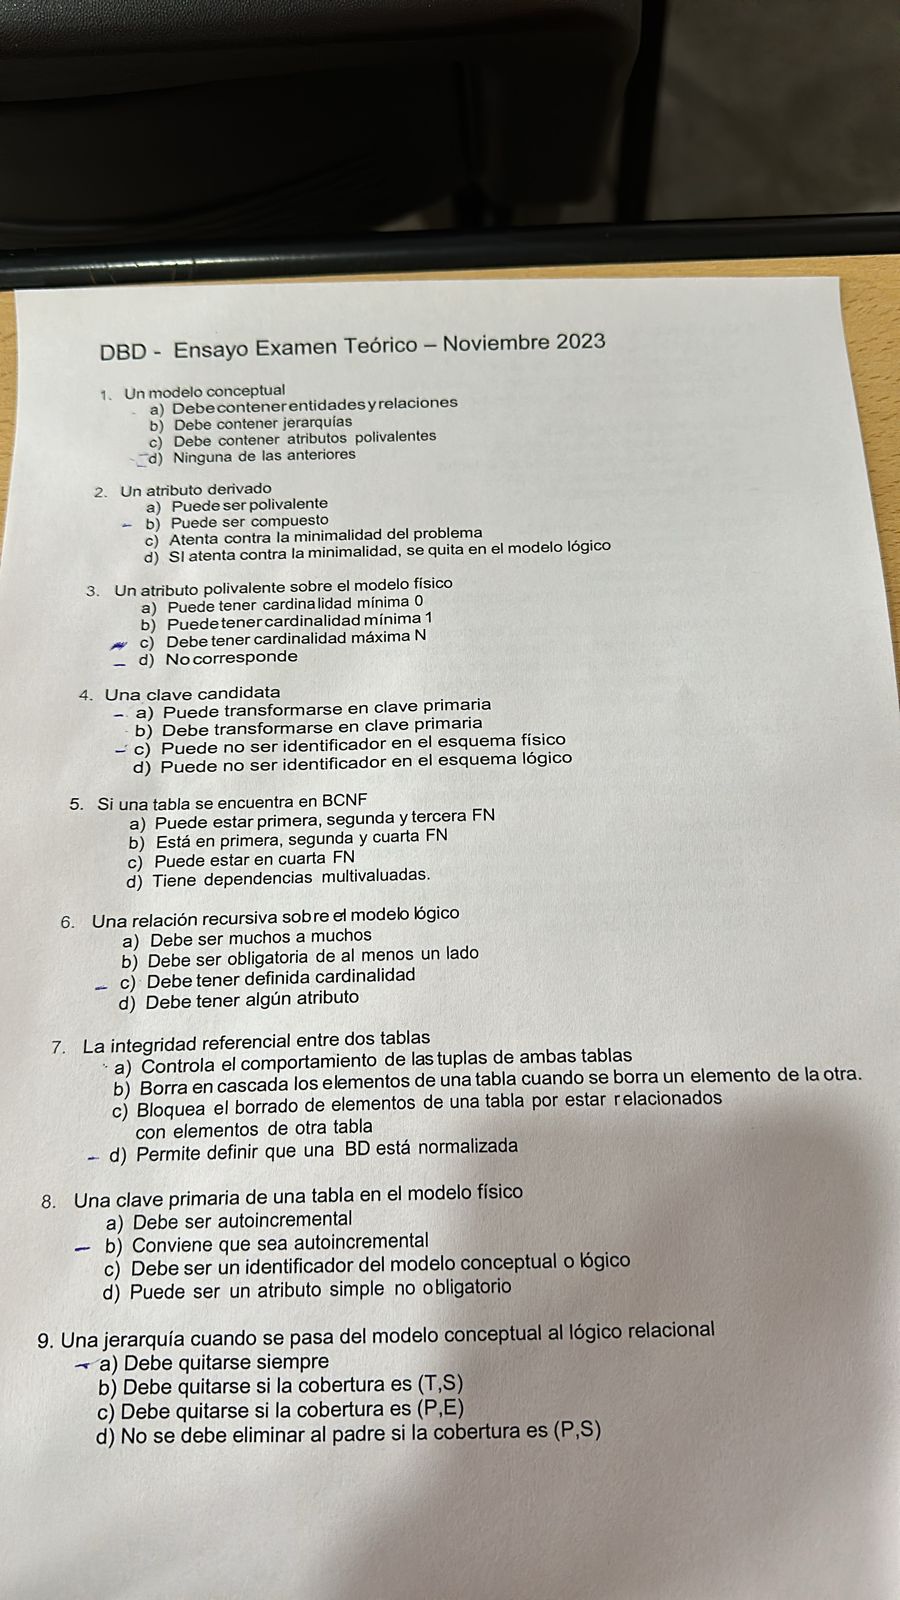 DBD - Ensayo Examen Teórico – Noviembre 2023
1. Un modelo conceptual
a) Debe contener entidades y relaciones
b) Debe contener jerarquías
c) Debe contener atributos polivalentes
d) Ninguna de las anteriores
2. Un atributo derivado
a) Puede ser polivalente
b) Puede ser compuesto
c) Atenta contra la minimalidad del problema
d) SI atenta contra la minimalidad, se quita en el modelo lógico
3. Un atributo polivalente sobre el modelo físico
a) Puede tener cardinalidad mínima 0
b) Puede tener cardinalidad mínima 1
c) Debe tener cardinalidad máxima N
d) No corresponde
4. Una clave candidata
a) Puede transformarse en clave primaria
b) Debe transformarse en clave primaria
c) Puede no ser identificador en el esquema físico
d) Puede no ser identificador en el esquema lógico
5. Si una tabla se encuentra en BCNF
a) Puede estar primera, segunda y tercera FN
b) Está en primera, segunda y cuarta FN
c) Puede estar en cuarta FN
d) Tiene dependencias multivaluadas.
6. Una relación recursiva sobre el modelo lógico
a) Debe ser muchos a muchos
b) Debe ser obligatoria de al menos un lado
c) Debe tener definida cardinalidad
d) Debe tener algún atributo
7. La integridad referencial entre dos tablas
a) Controla el comportamiento de las tuplas de ambas tablas
b) Borra en cascada los elementos de una tabla cuando se borra un elemento de la otra.
c) Bloquea el borrado de elementos de una tabla por estar relacionados
con elementos de otra tabla
d) Permite definir que una BD está normalizada
8. Una clave primaria de una tabla en el modelo físico
a) Debe ser autoincremental
b) Conviene que sea autoincremental
c) Debe ser un identificador del modelo conceptual o lógico
d) Puede ser un atributo simple no obligatorio
9. Una jerarquía cuando se pasa del modelo conceptual al lógico relacional
a) Debe quitarse siempre
b) Debe quitarse si la cobertura es (T,S)
c) Debe quitarse si la cobertura es (P,E)
d) No se debe eliminar al padre si la cobertura es (P,S)